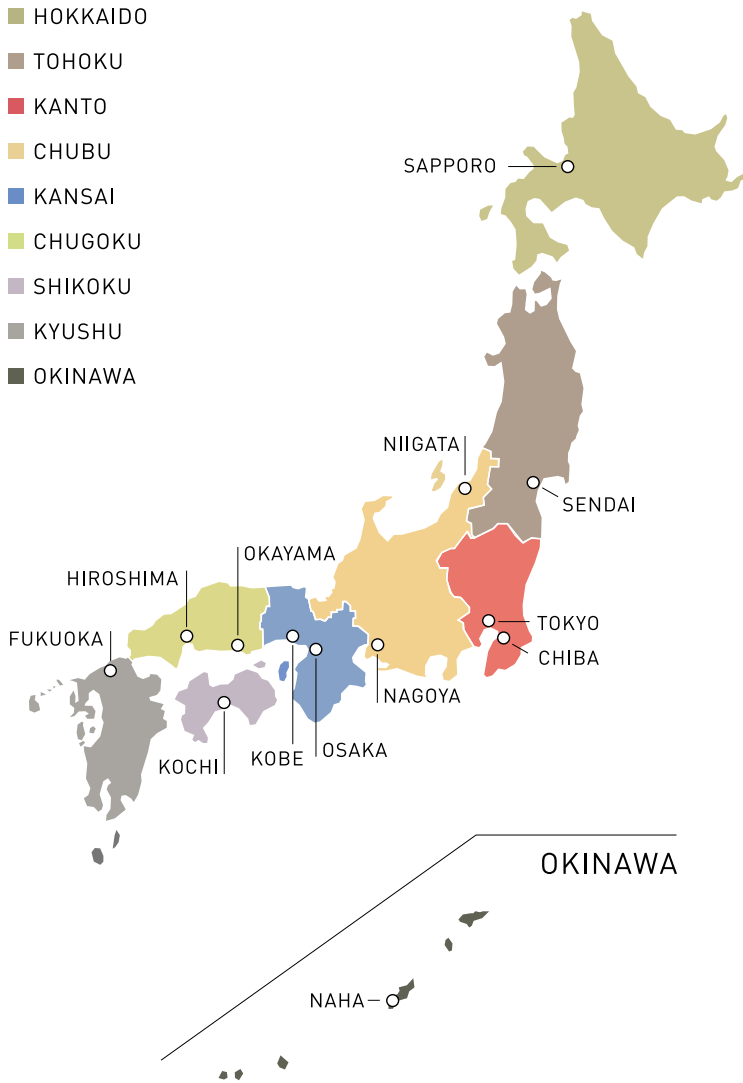 HOKKAIDO
TOHOKU
KANTO
CHUBU
KANSAI
CHUGOKU
SHIKOKU
KYUSHU
OKINAWA
SAPPORO
NIIGATA
SENDAI
OKAYAMA
HIROSHIMA
TOKYO
FUKUOKA
CHIBA
NAGOYA
KOCHI
KOBE
OSAKA
OKINAWA
NAHA